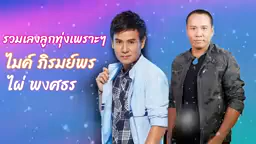 รวมเลงลูกทุ่งเพราะๆ
ไมค์ ภิรมย์พร
ไผ่ พงศธร